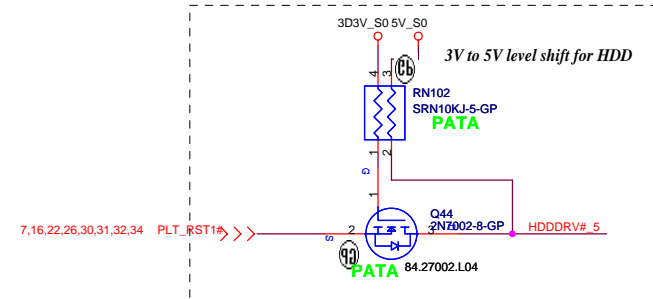 3D3V_S0 5V_S0
3V to 5V level shift for HDD
4 3
RN102
SRN10KJ-5-GP
PATA
1 2
G
1
Q44
2N7002-8-GP
7,16,22,26,30,31,32,34 PLT_RST1#
2
3
HDDDRV#_5
S
PATA
84.27002.L04